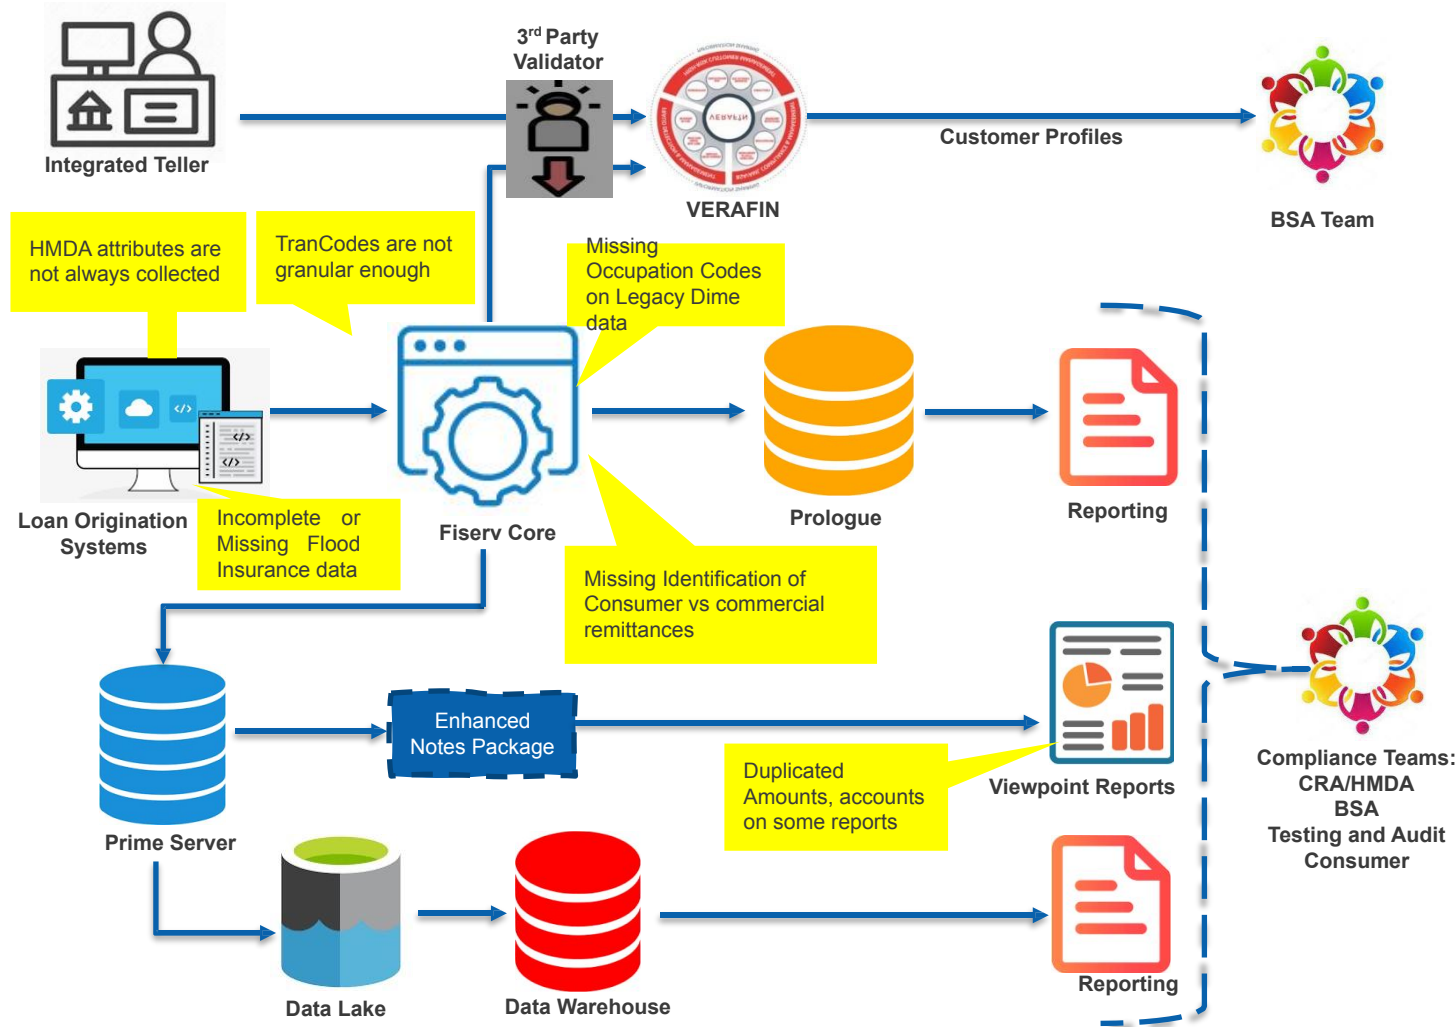 3rd Party
Validator
Integrated Teller
VERAFIN
VERAFIN
Customer Profiles
BSA Team
HMDA attributes are
not always collected
TranCodes are not
granular enough
Missing
Occupation Codes
on Legacy Dime
data
</>
</>
</>
Loan Origination
Systems
Incomplete or
Missing Flood
Insurance data
Fiserv Core
Prologue
Reporting
Missing Identification of
Consumer vs commercial
remittances
Enhanced
Notes Package
Prime Server
Duplicated
Amounts, accounts
on some reports
Viewpoint Reports
Compliance Teams:
CRA/HMDA
BSA
Testing and Audit
Consumer
Data Lake
Data Warehouse
Reporting